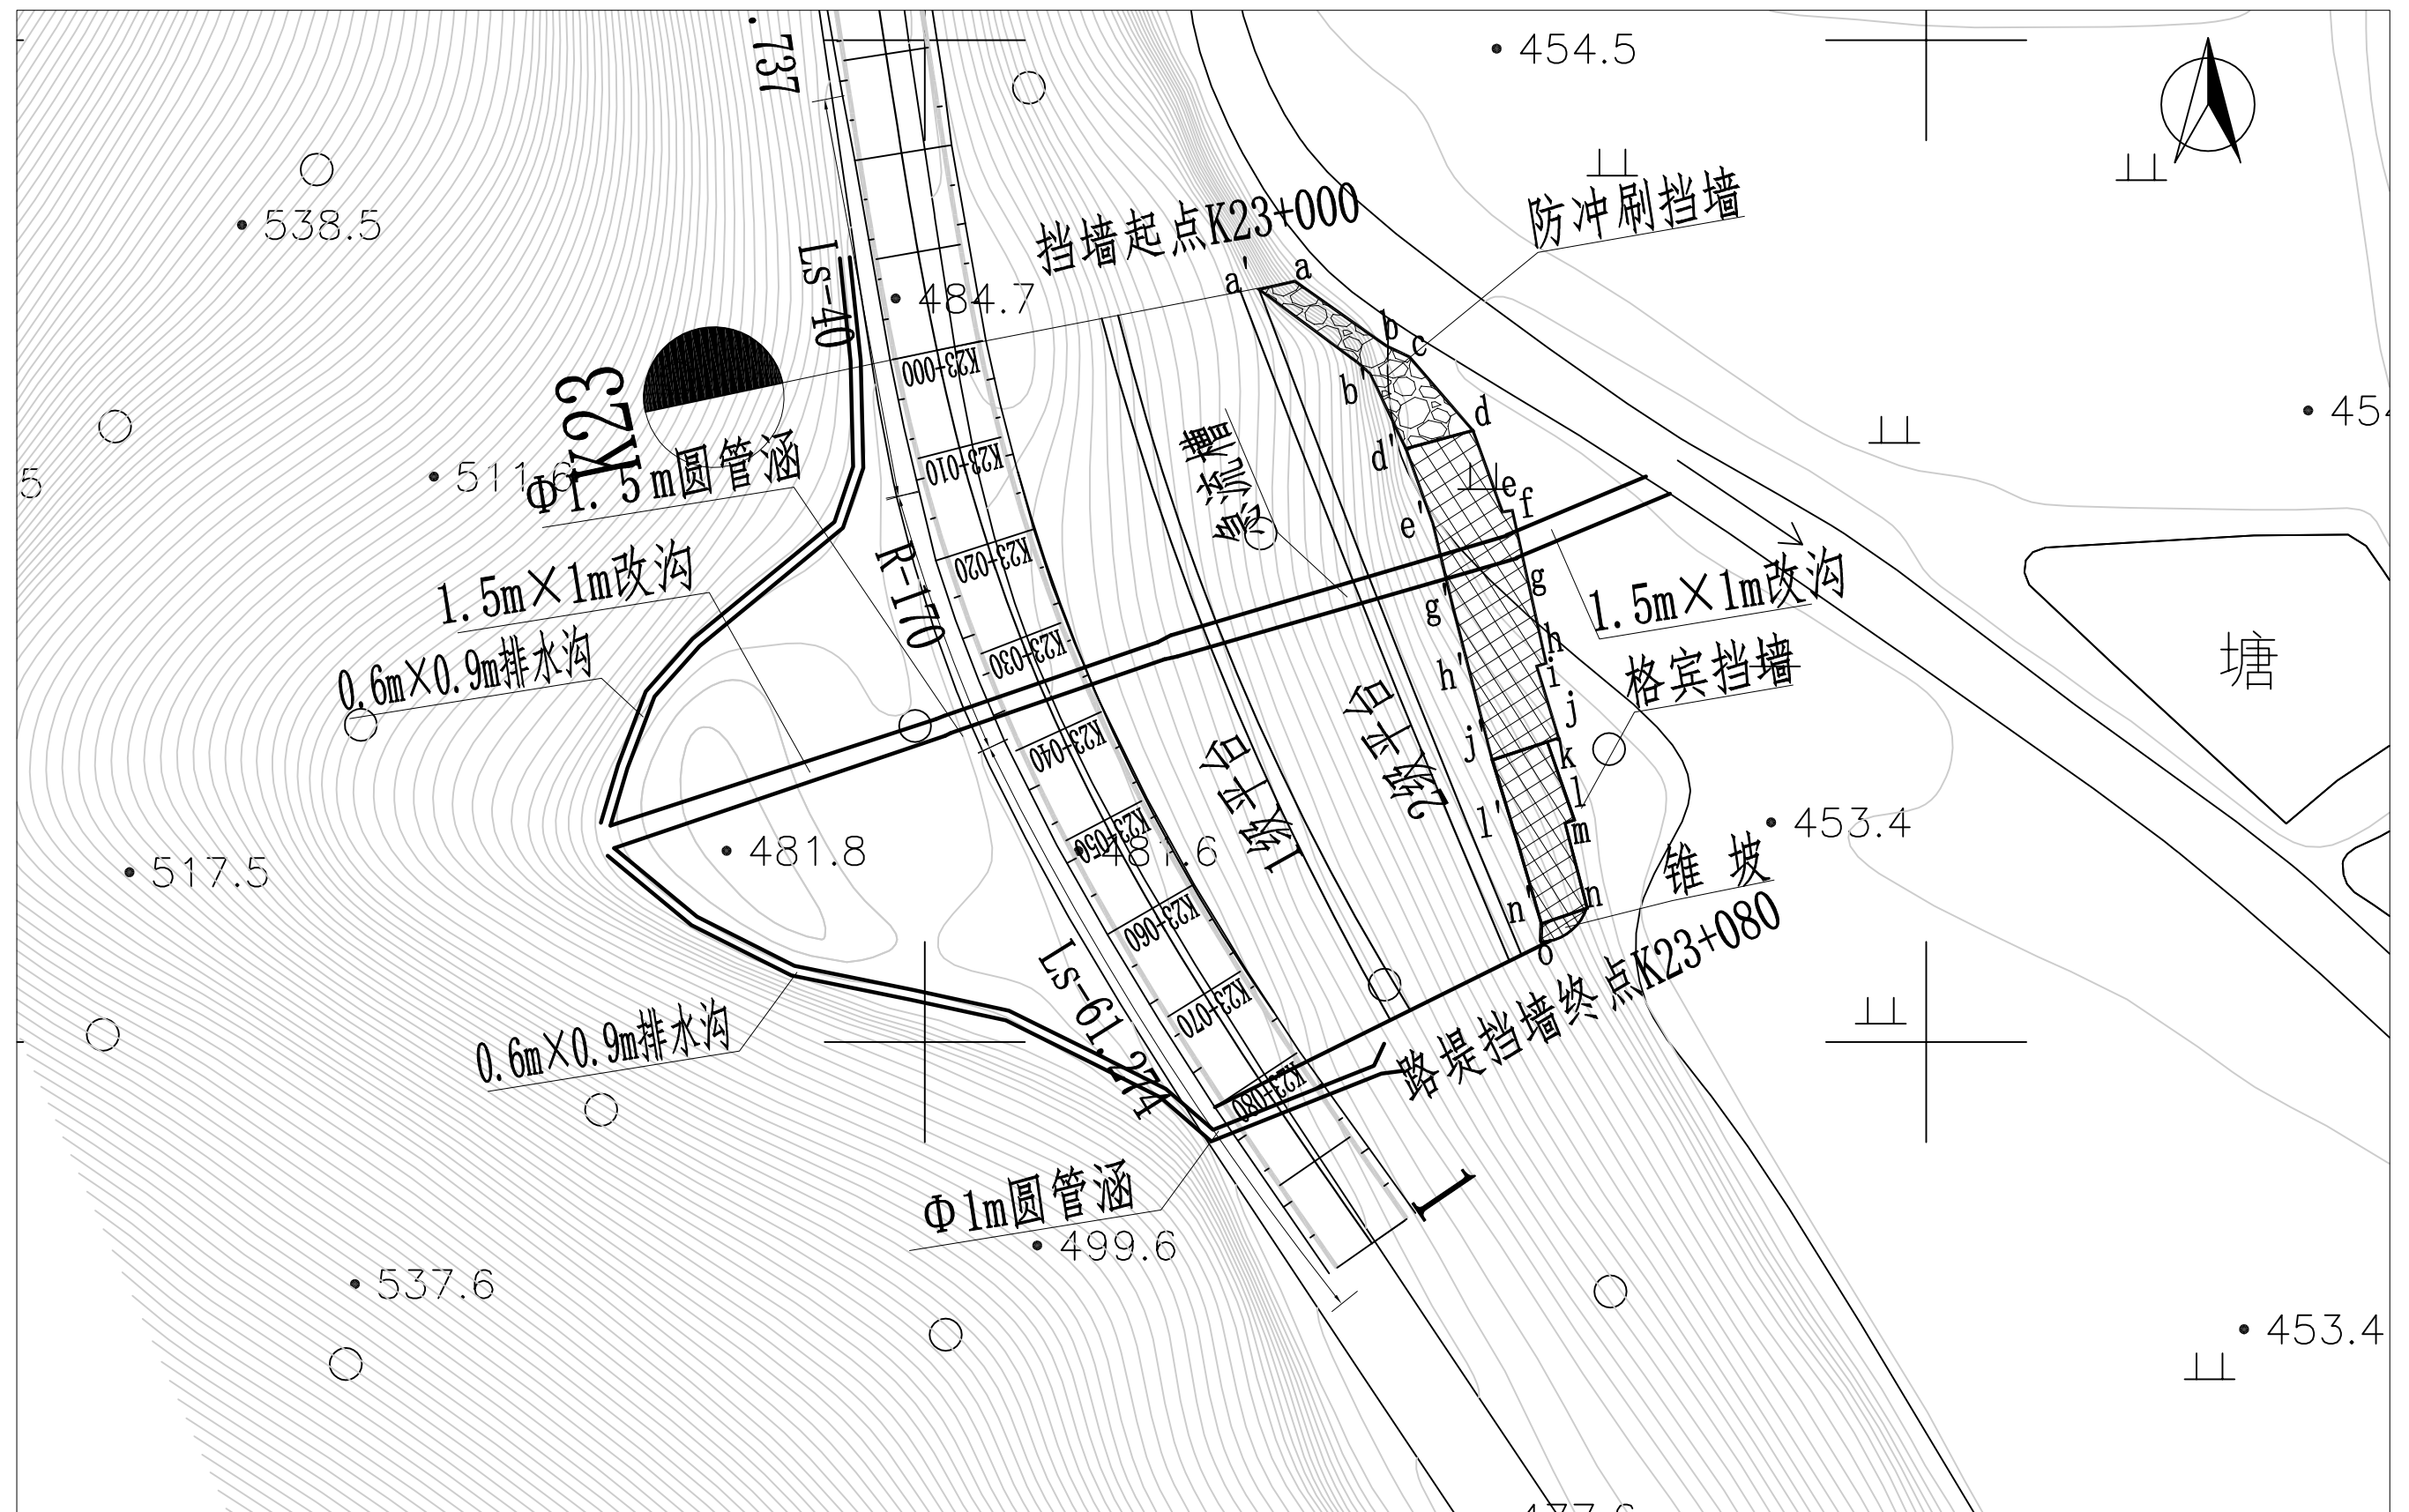 737
454.5
538.5
防冲刷挡墙
挡墙起点K23+000
a'
a
Ls-40
484.7
K23
b
c
K23+000
b'
454
d
511.6
Φ1.5m圆管涵
K23+010
急流槽
d'
5
e
f
e'
1.5m×1m改沟
K23+020
R-170
g'
g
1.5m×1m改沟
0.6m×0.9m排水沟
K23+030
h'
h
i
格宾挡墙
塘
j
2级平台
1级平台
K23+040
j'
k
l
l'
m
453.4
481.8
K23+050
517.5
锥 坡
K23+060
n'
n
o
Ls-61.274
K23+070
0.6m×0.9m排水沟
路堤挡墙终点K23+080
K23+080
Φ1m圆管涵
499.6
537.6
453.4